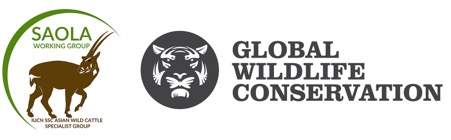 SAOLA
WORKING GROUP
IUCN SSC ASIAN WILD CATTLE
SPECIALIST GROUP
GLOBAL
WILDLIFE
CONSERVATION